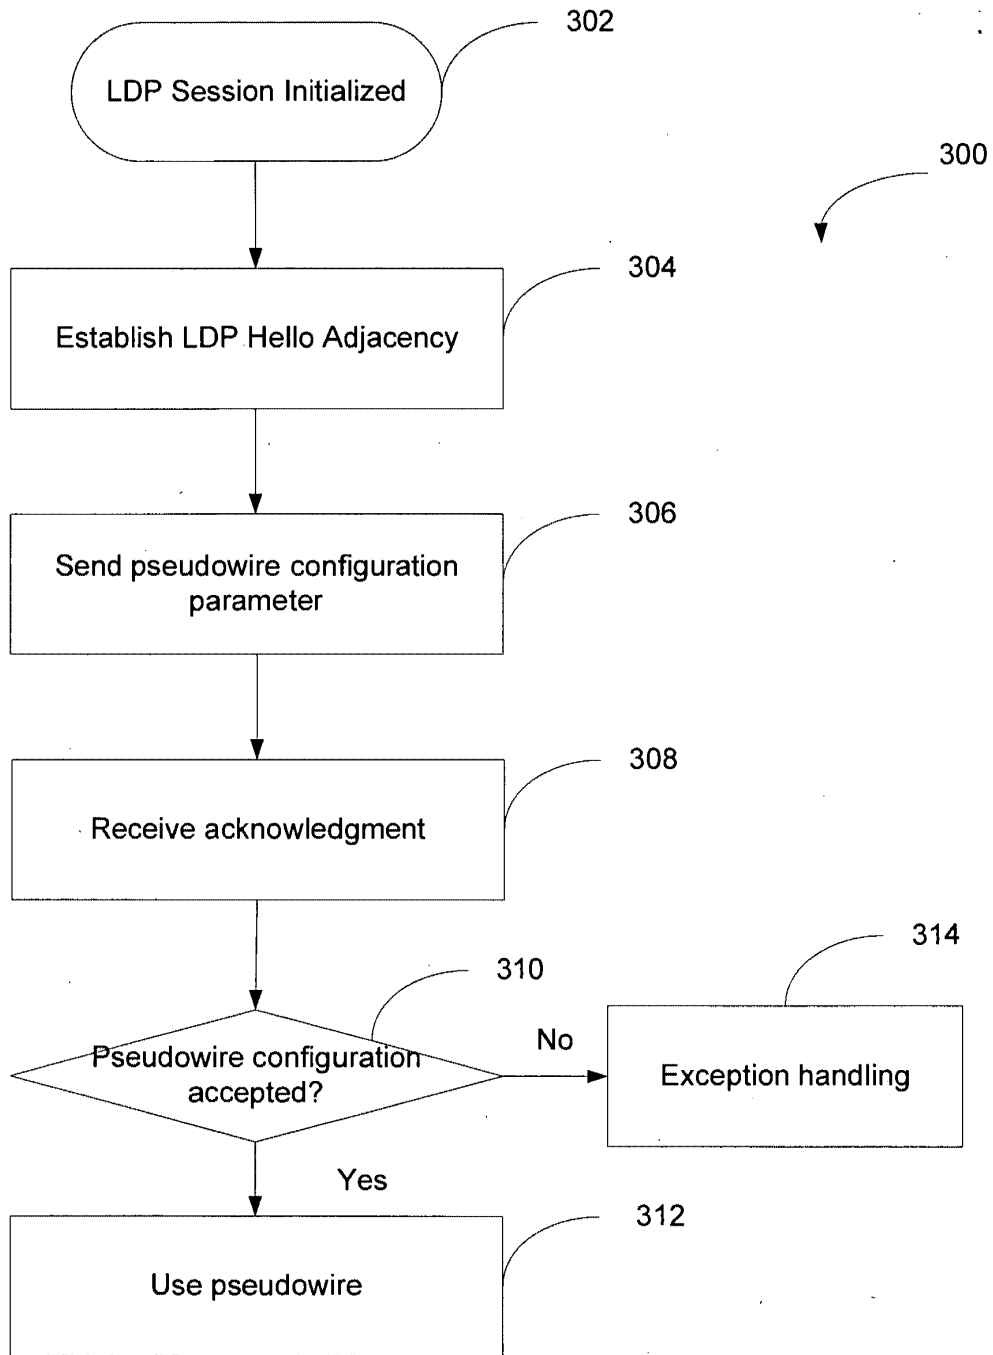 302
LDP Session Initialized
300
304
Establish LDP Hello Adjacency
306
Send pseudowire configuration
parameter
308
Receive acknowledgment
314
310
No
Pseudowire configuration
accepted?
Exception handling
Yes
312
Use pseudowire